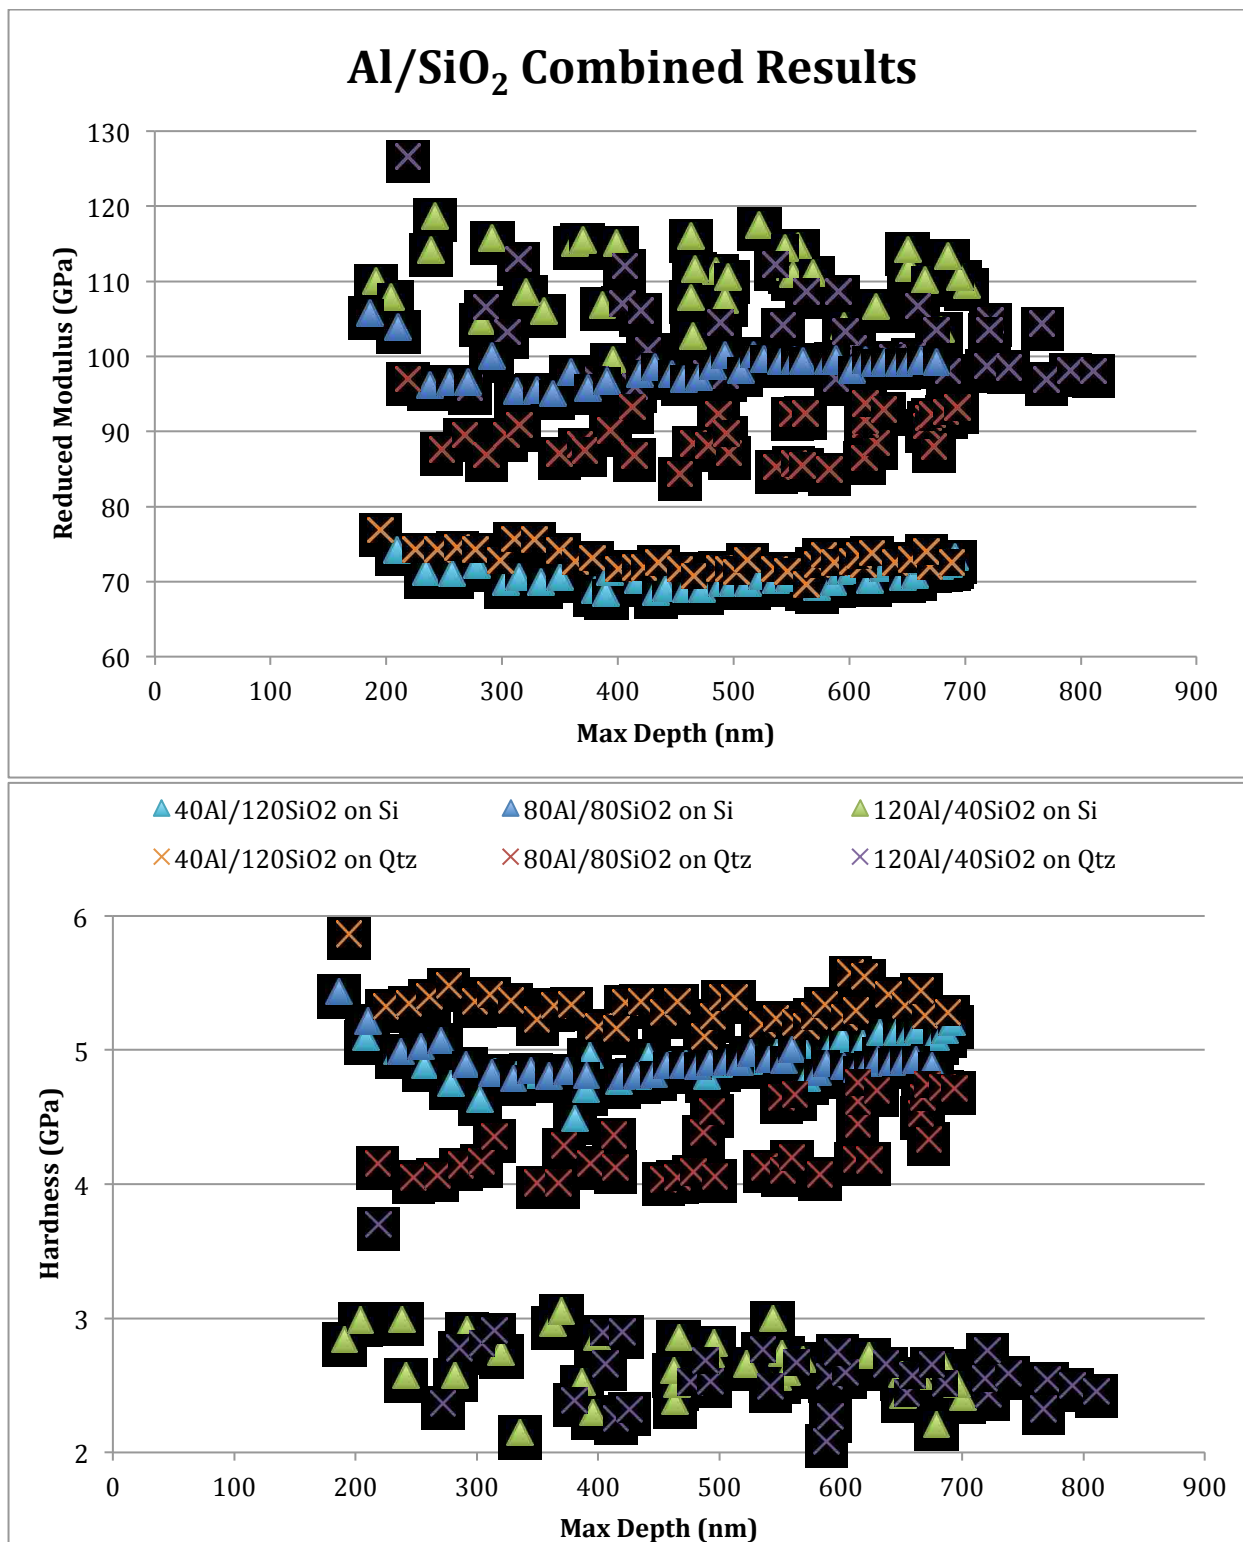 Al/SiO₂ Combined Results
130
120
110
100
90
80
70
60
Reduced Modulus (GPa)
0 100 200 300 400 500 600 700 800 900
Max Depth (nm)
40Al/120SiO2 on Si 80Al/80SiO2 on Si 120Al/40SiO2 on Si
40Al/120SiO2 on Qtz 80Al/80SiO2 on Qtz 120Al/40SiO2 on Qtz
6
5
4
3
2
Hardness (GPa)
0 100 200 300 400 500 600 700 800 900
Max Depth (nm)